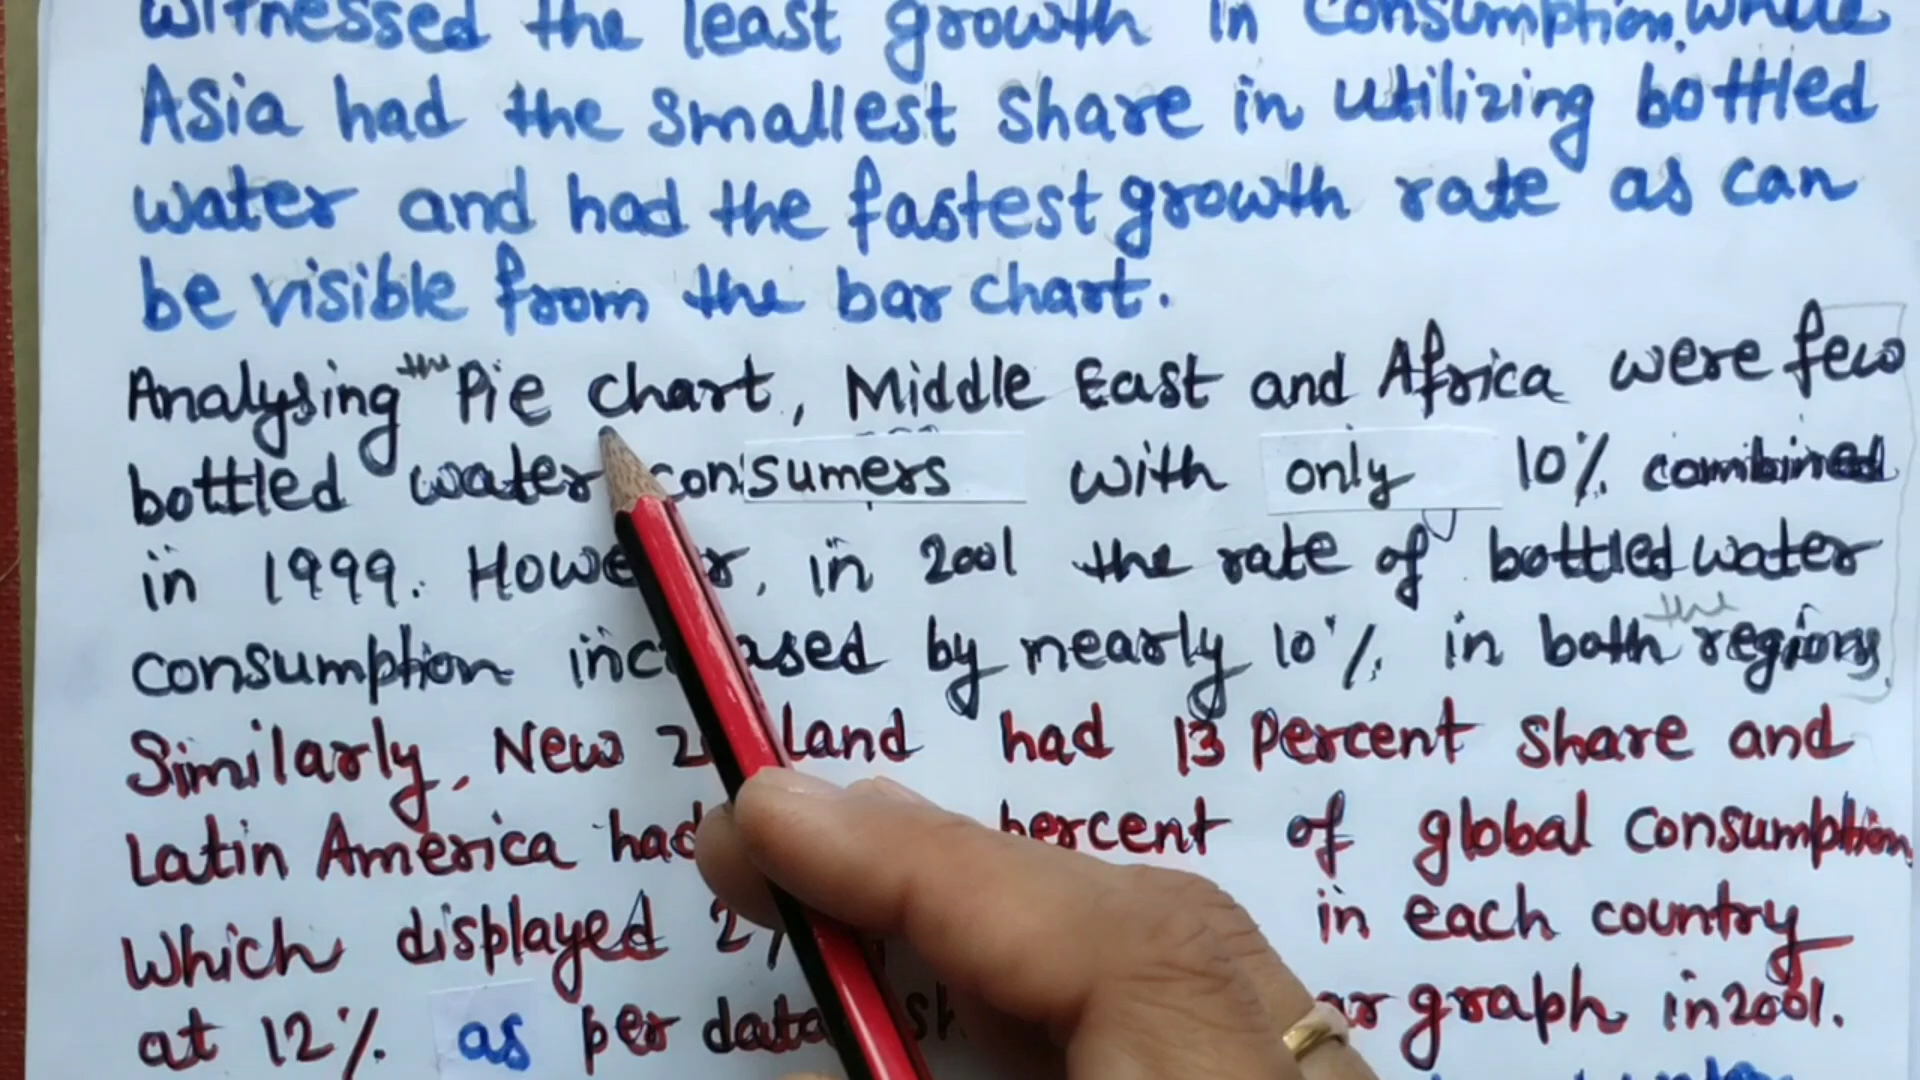 witnessed the least growth in consumption. while
Asia had the smallest share in utilizing bottled
water and had the fastest growth rate as can
be visible from the bar chart.
Analysing the Pie chart, Middle East and Africa were few
bottled water consumers with only 10% combined
in 1999. However, in 2001 the rate of bottled water
consumption increased by nearly 10% in both the regions.
Similarly, New Zealand had 13 percent share and
Latin America had percent of global consumption
which displayed in each country
at 12% as per data graph in 2001.